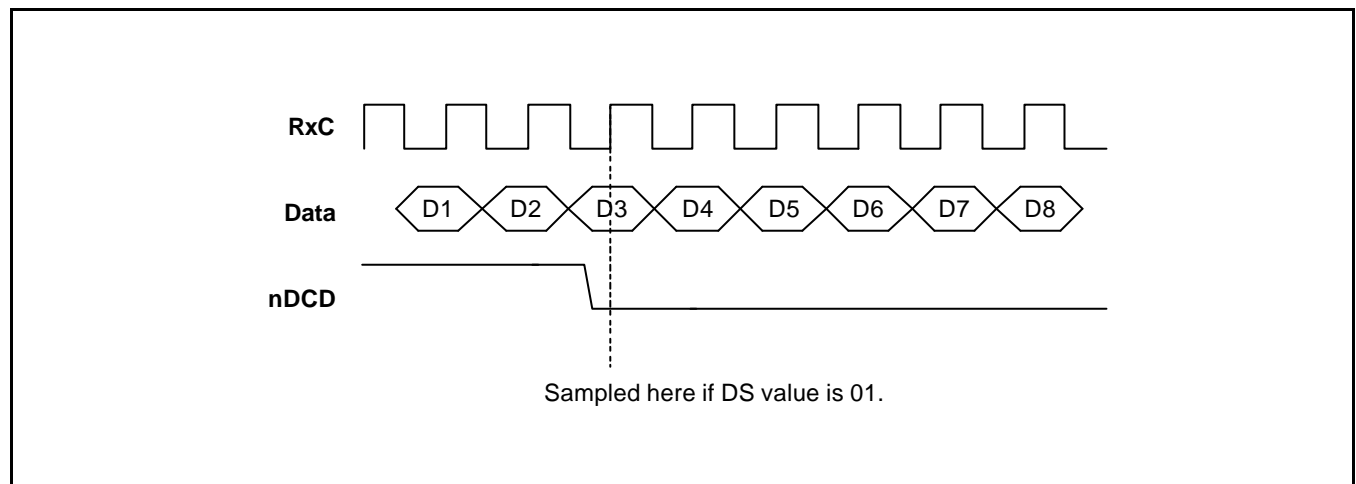 RxC
Data D1 D2 D3 D4 D5 D6 D7 D8
nDCD
Sampled here if DS value is 01.